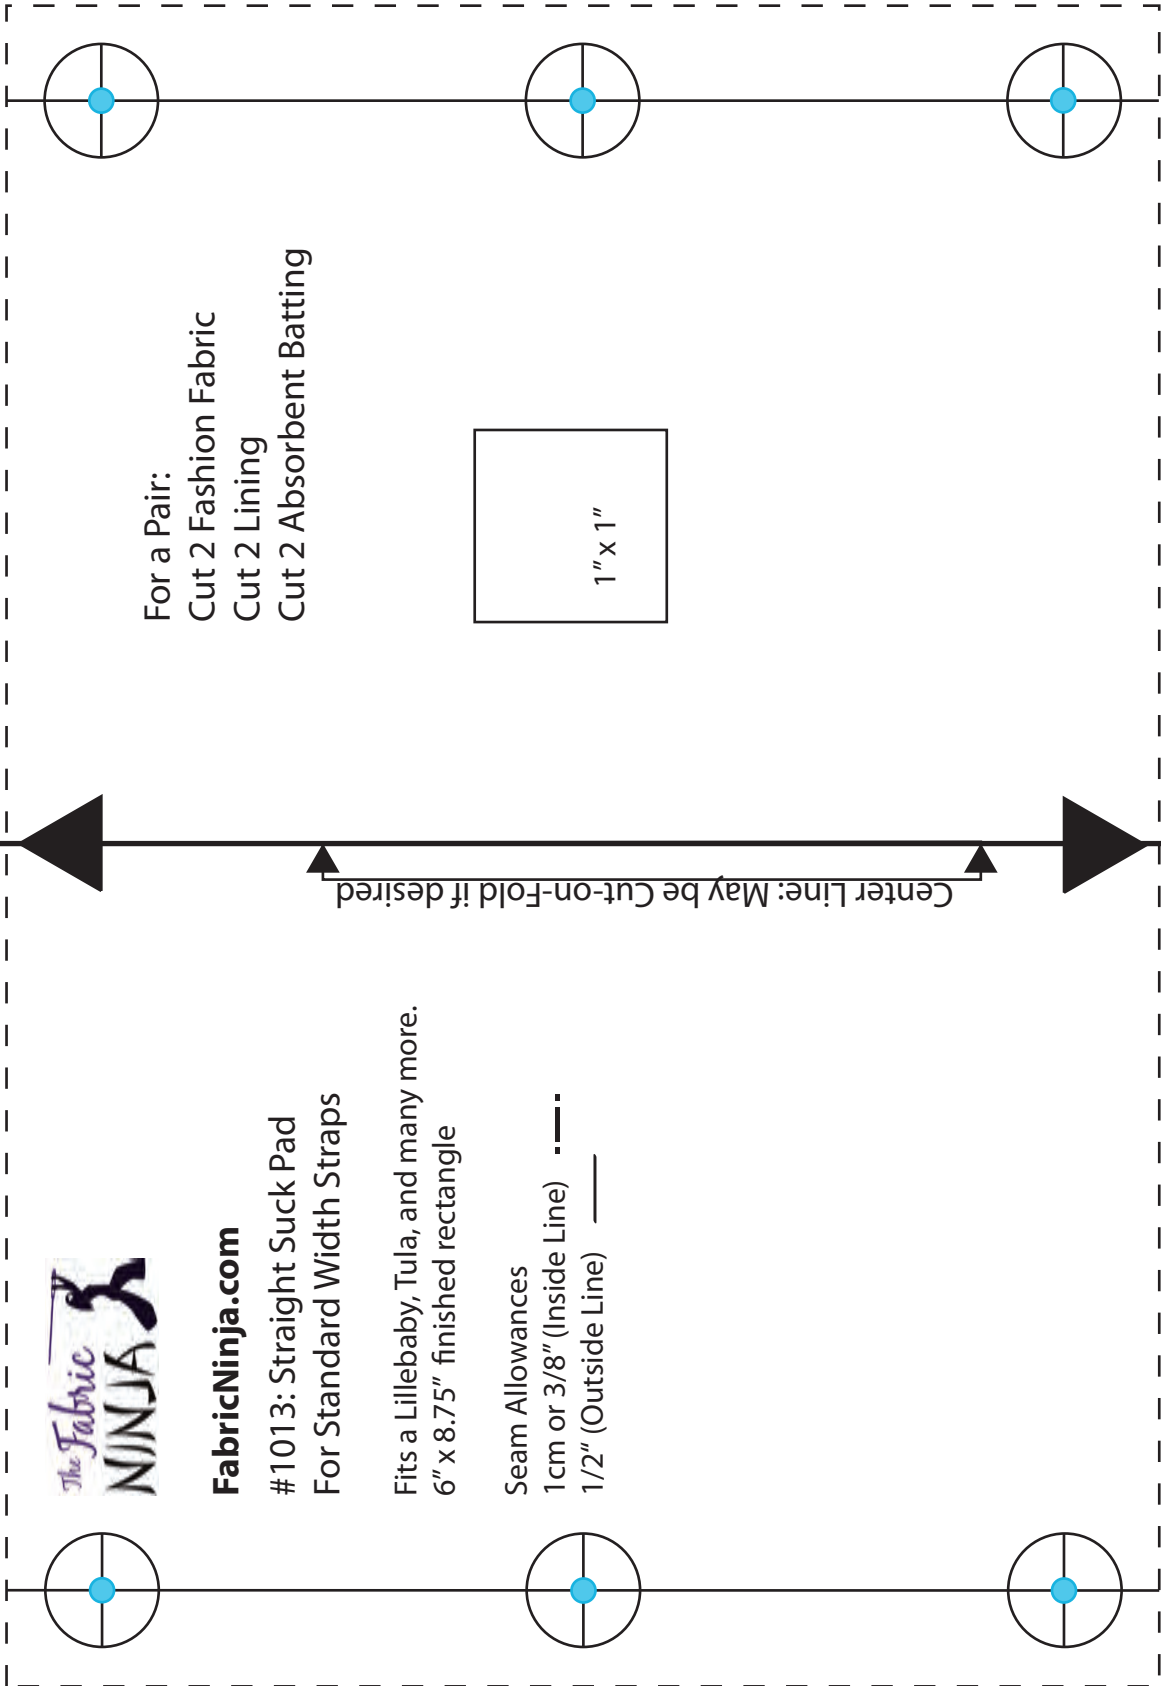 The Fabric
NINJA
FabricNinja.com
#1013: Straight Suck Pad
For Standard Width Straps
Fits a Lillebaby, Tula, and many more.
6” x 8.75” finished rectangle
Seam Allowances
1cm or 3/8” (Inside Line)
1/2” (Outside Line)
Center Line: May be Cut-on-Fold if desired
For a Pair:
Cut 2 Fashion Fabric
Cut 2 Lining
Cut 2 Absorbent Batting
1” x 1”